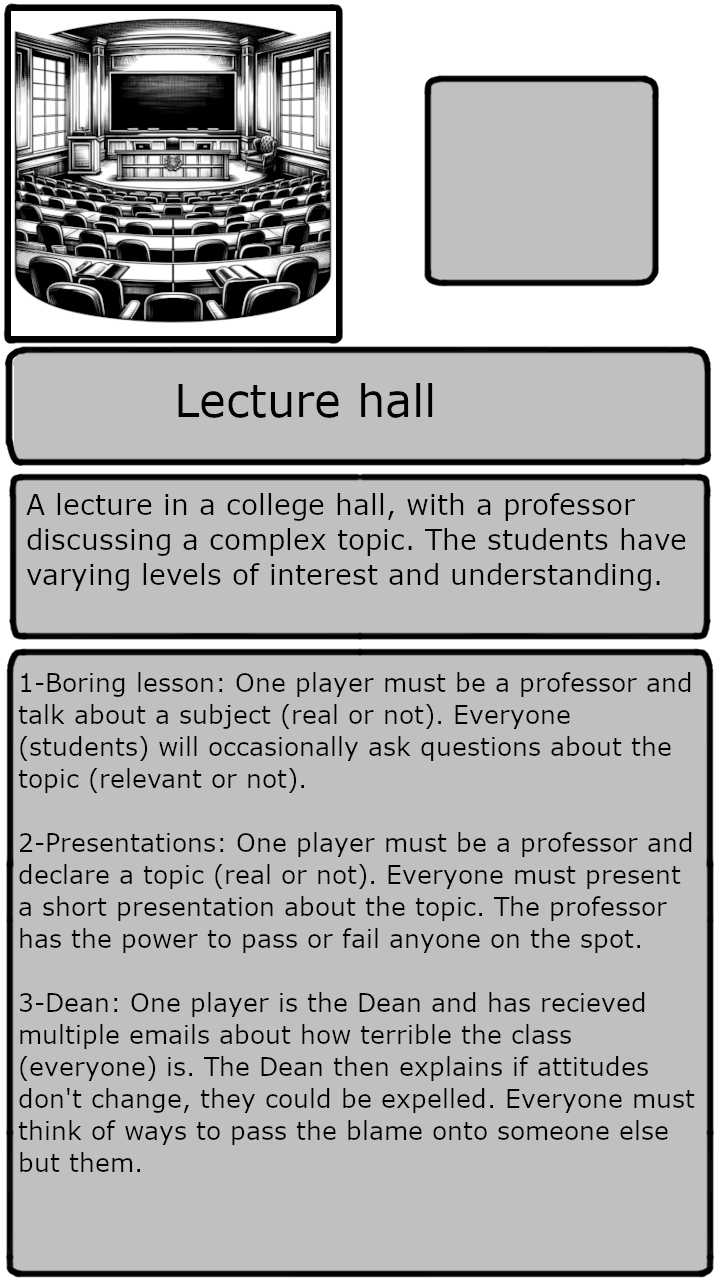 Lecture hall
A lecture in a college hall, with a professor
discussing a complex topic. The students have
varying levels of interest and understanding.
1-Boring lesson: One player must be a professor and
talk about a subject (real or not). Everyone
(students) will occasionally ask questions about the
topic (relevant or not).
2-Presentations: One player must be a professor and
declare a topic (real or not). Everyone must present
a short presentation about the topic. The professor
has the power to pass or fail anyone on the spot.
3-Dean: One player is the Dean and has recieved
multiple emails about how terrible the class
(everyone) is. The Dean then explains if attitudes
don't change, they could be expelled. Everyone must
think of ways to pass the blame onto someone else
but them.